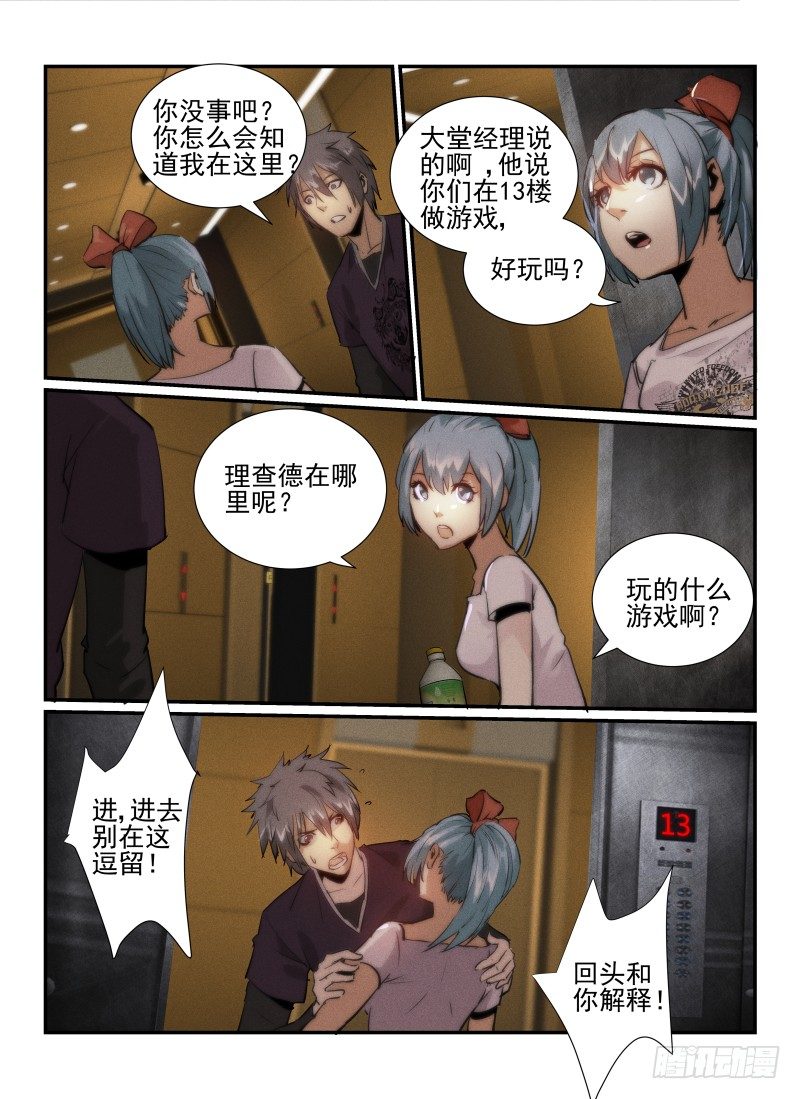 你没事吧？
你怎么会知
道我在这里？
大堂经理说
的啊,他说
你们在13楼
做游戏,
好玩吗？
理查德在哪
里呢？
玩的什么
游戏啊？
进,进去
别在这
逗留！
13
回头和
你解释！
腾讯动漫